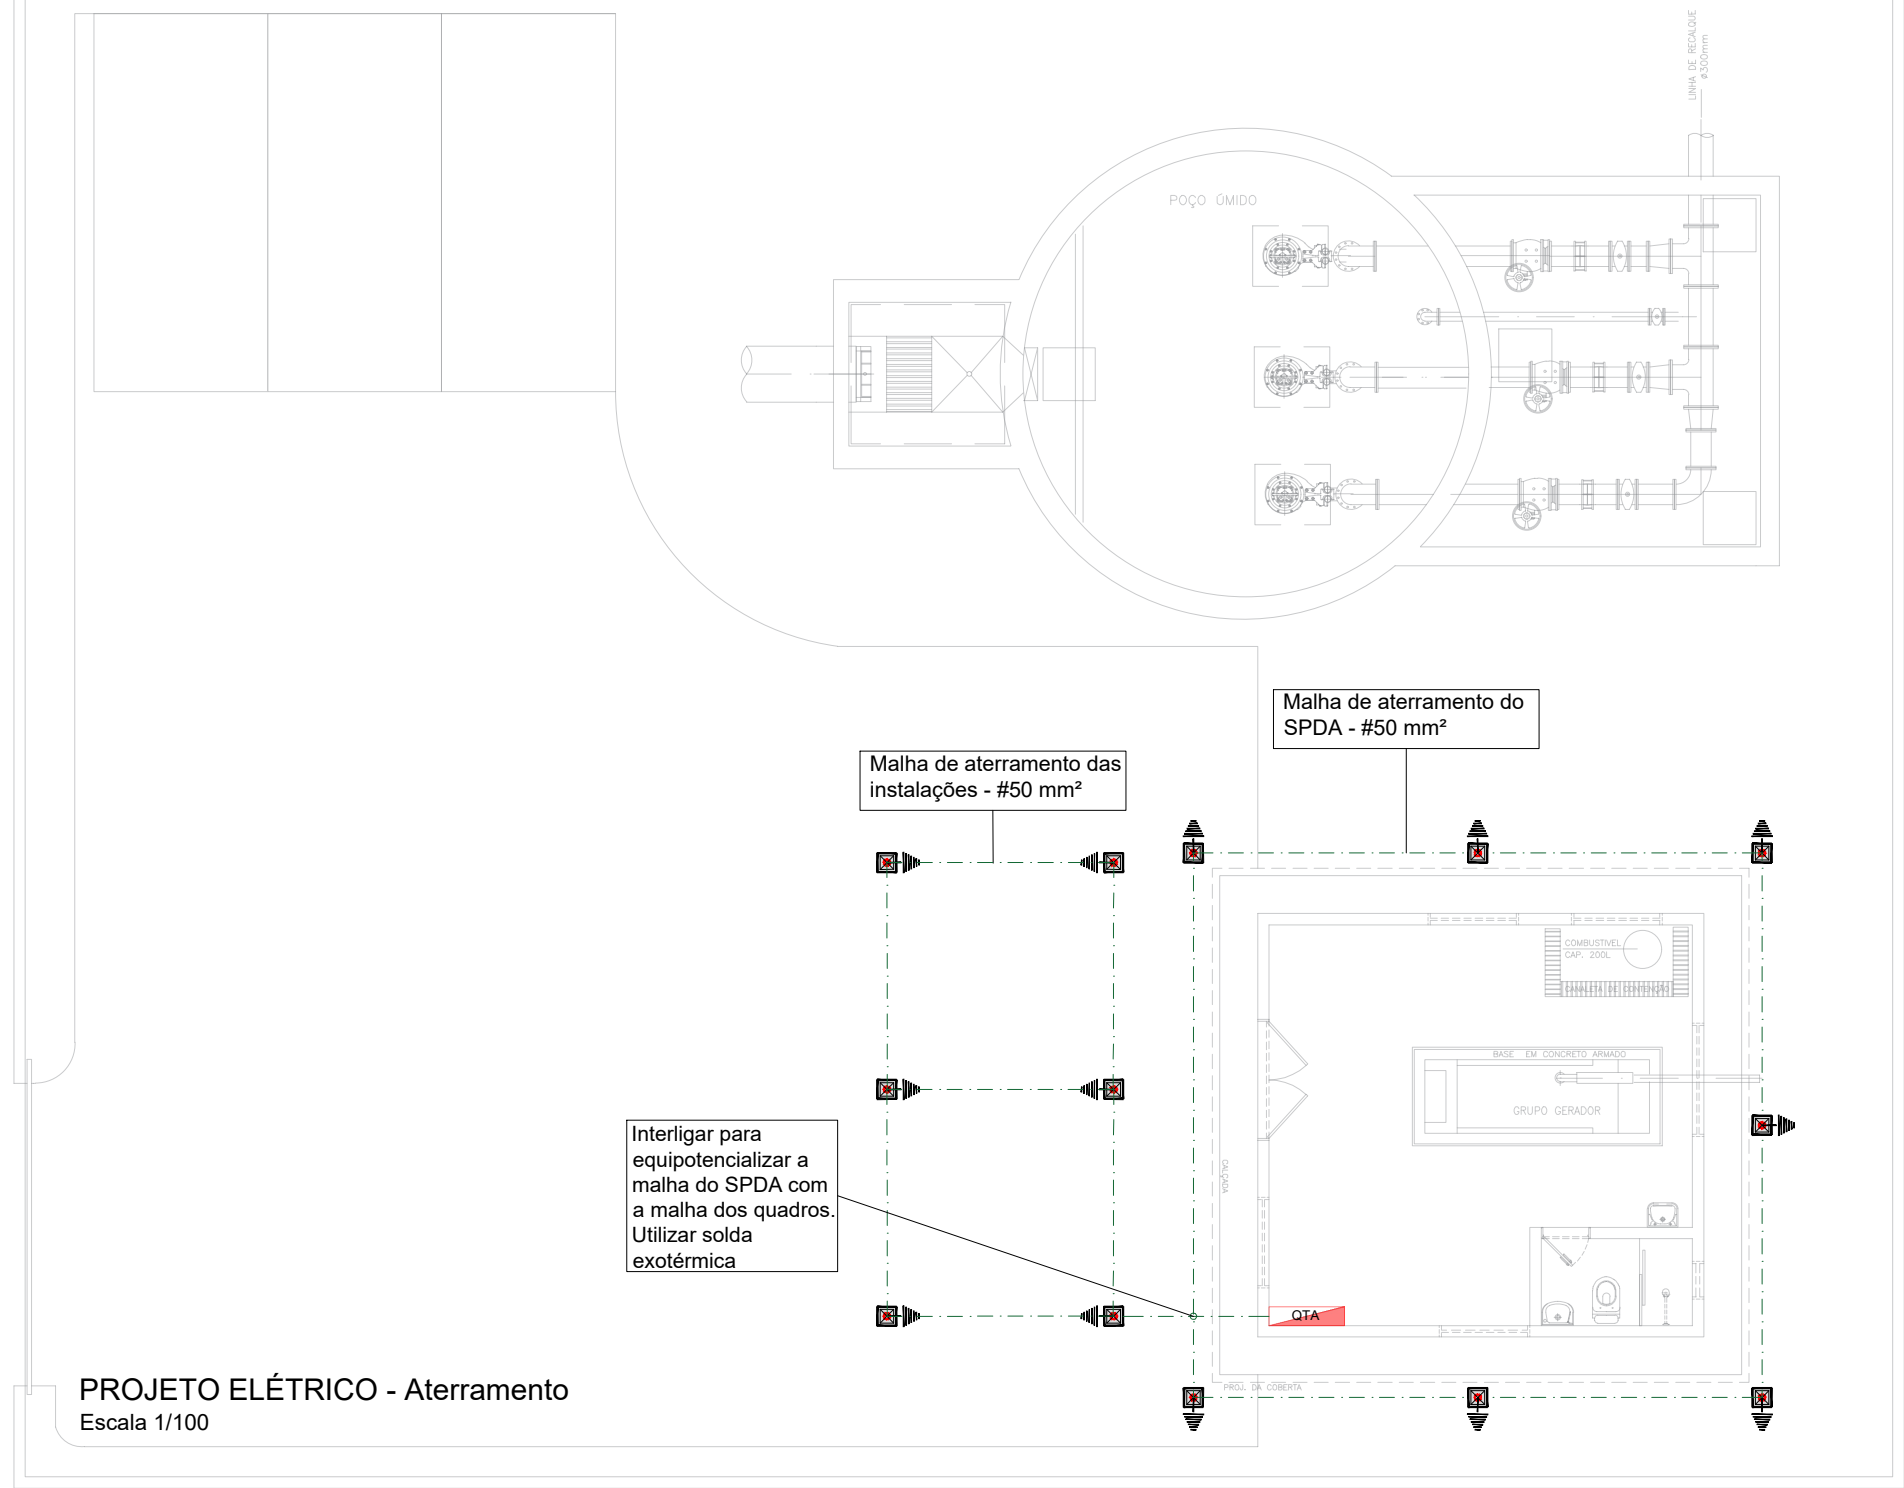 LINHA DE RECALQUE
ø300mm
POÇO ÚMIDO
Malha de aterramento do
SPDA - #50 mm²
Malha de aterramento das
instalações - #50 mm²
COMBUSTIVEL
CAP. 200L
CANALETA DE CONTENÇÃO
BASE EM CONCRETO ARMADO
GRUPO GERADOR
CALÇADA
Interligar para
equipotencializar a
malha do SPDA com
a malha dos quadros.
Utilizar solda
exotérmica
QTA
PROJ. DA COBERTA
PROJETO ELÉTRICO - Aterramento
Escala 1/100